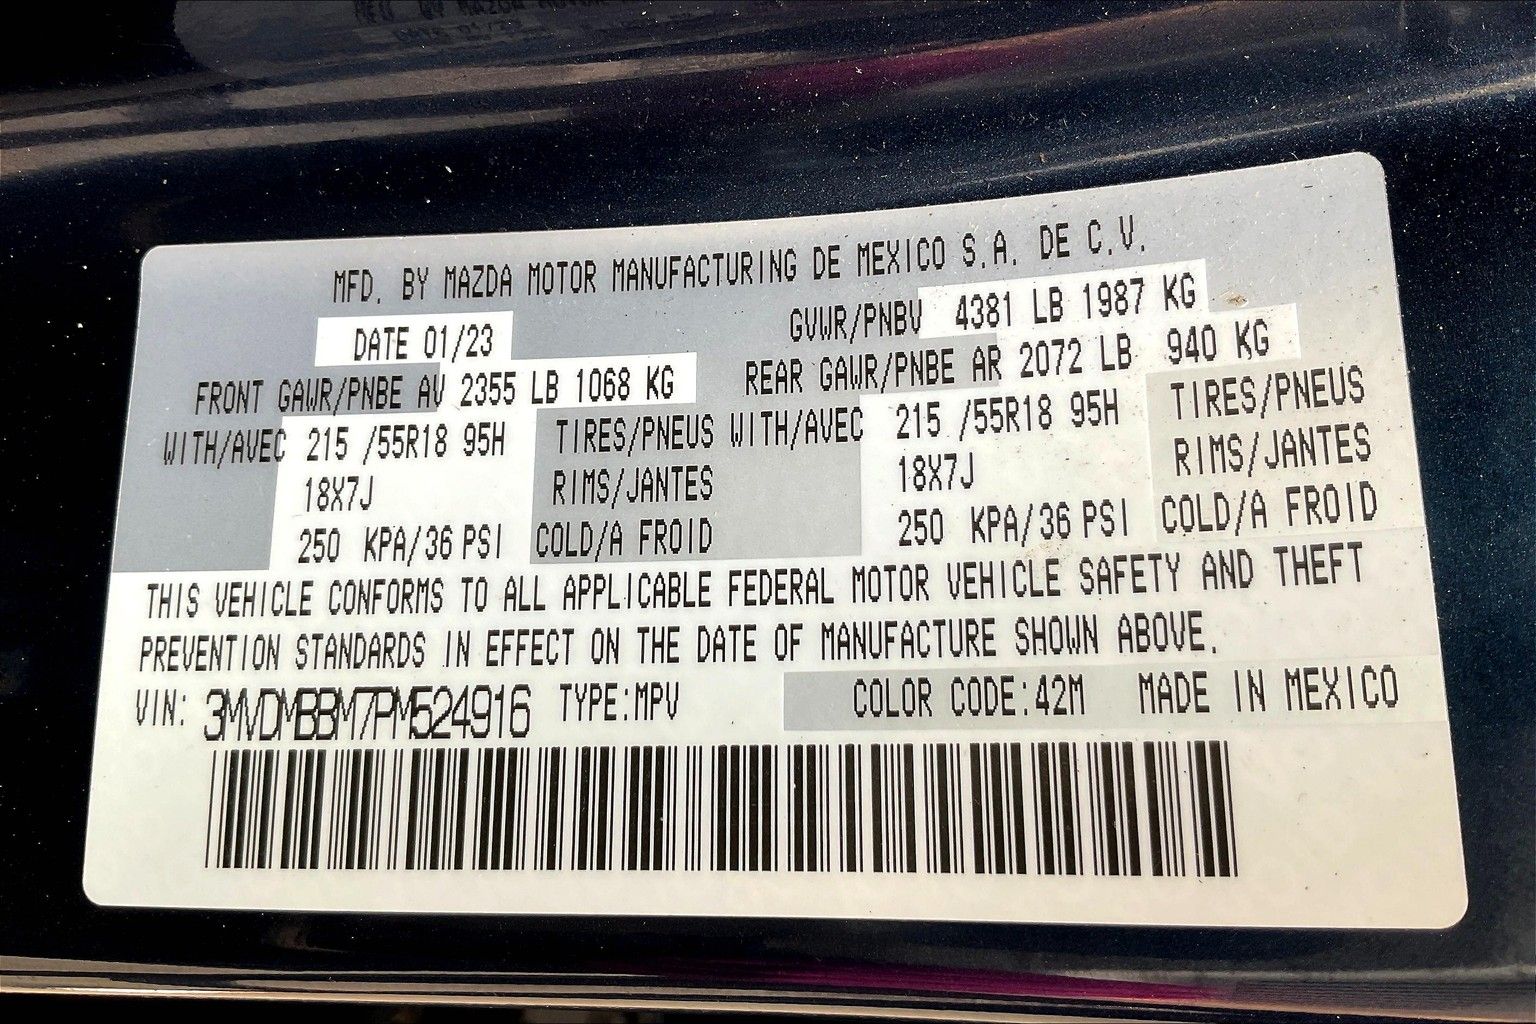 MFD. BY MAZDA MOTOR MANUFACTURING DE MEXICO S.A. DE C.V.
DATE 01/23 GVWR/PNBV 4381 LB 1987 KG
FRONT GAWR/PNBE AV 2355 LB 1068 KG REAR GAWR/PNBE AR 2072 LB 940 KG
WITH/AVEC 215 /55R18 95H TIRES/PNEUS WITH/AVEC 215 /55R18 95H TIRES/PNEUS
18X7J RIMS/JANTES 18X7J RIMS/JANTES
250 KPA/36 PSI COLD/A FROID 250 KPA/36 PSI COLD/A FROID
THIS VEHICLE CONFORMS TO ALL APPLICABLE FEDERAL MOTOR VEHICLE SAFETY AND THEFT
PREVENTION STANDARDS IN EFFECT ON THE DATE OF MANUFACTURE SHOWN ABOVE.
VIN: 3MVDMBBM7PM524916 TYPE:MPV COLOR CODE:42M MADE IN MEXICO